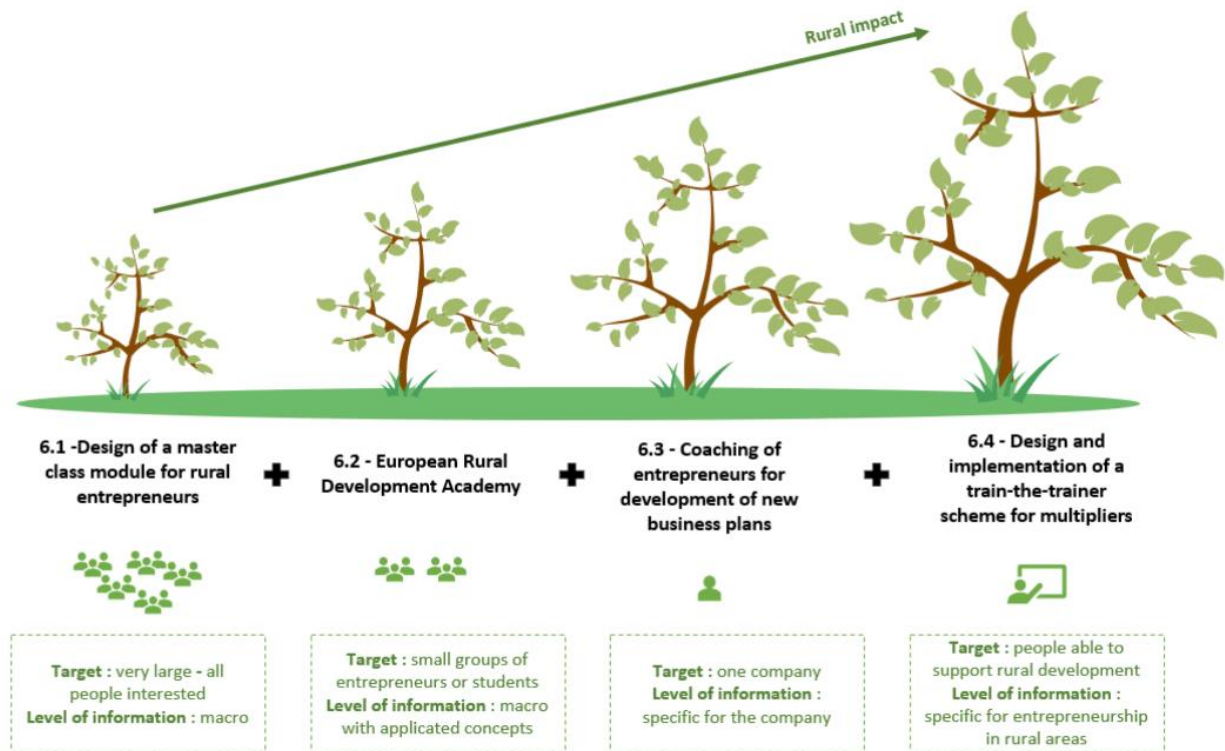 Rural impact
6.1 -Design of a master
class module for rural
entrepreneurs
6.2 - European Rural
Development Academy
6.3 - Coaching of
entrepreneurs for
development of new
business plans
6.4 - Design and
implementation of a
train-the-trainer
scheme for multipliers
Target : very large - all
people interested
Level of information : macro
Target : small groups of
entrepreneurs or students
Level of information : macro
with applicated concepts
Target : one company
Level of information :
specific for the company
Target : people able to
support rural development
Level of information :
specific for entrepreneurship
in rural areas